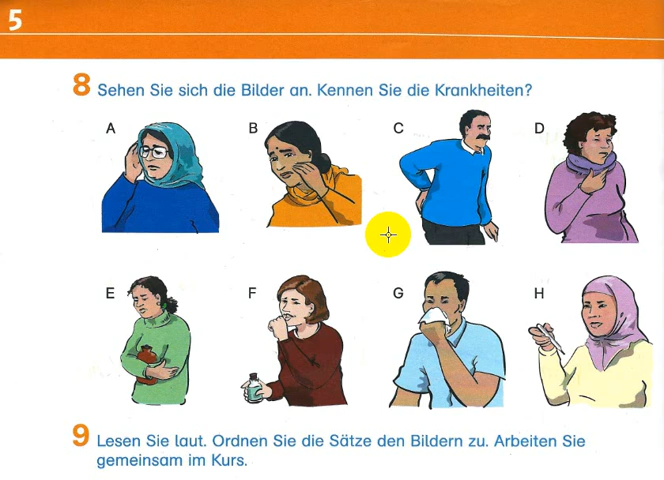 5
8 Sehen Sie sich die Bilder an. Kennen Sie die Krankheiten?
A B C D
E F G H
9 Lesen Sie laut. Ordnen Sie die Sätze den Bildern zu. Arbeiten Sie
gemeinsam im Kurs.